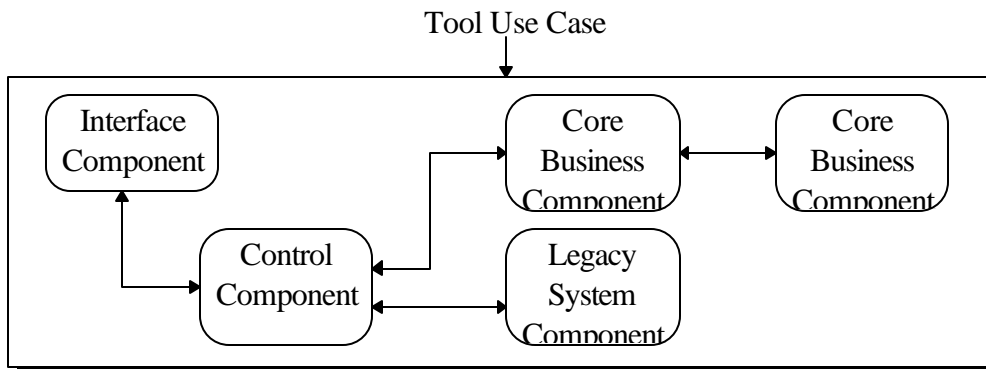 Tool Use Case
Interface
Component
Core
Business
Component
Core
Business
Component
Control
Component
Legacy
System
Component